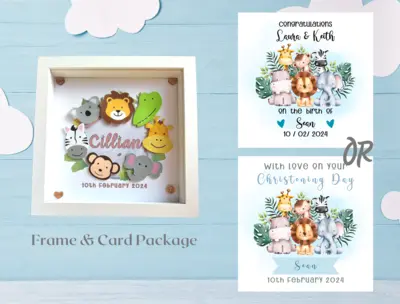 Cillian
10th February 2024
Frame & Card Package
Congratulations
Laura & Keith
on the birth of
Sean
10 / 02/ 2024
OR
With love on your
Christening Day
Sean
10th February 2024